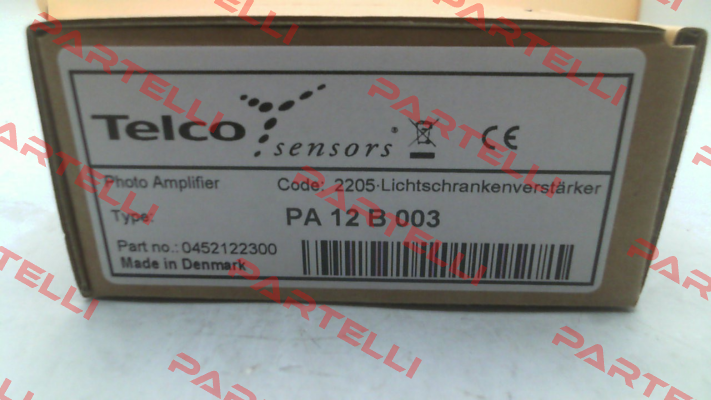 Telco sensors®
CE
Photo Amplifier Code: 2205-Lichtschrankenverstärker
Type: PA 12 B 003
Part no.: 0452122300
Made in Denmark
PARTELLI
PARTELLI
PARTELLI
PARTELLI
PARTELLI
PARTELLI
PARTELLI
PARTELLI
PARTELLI